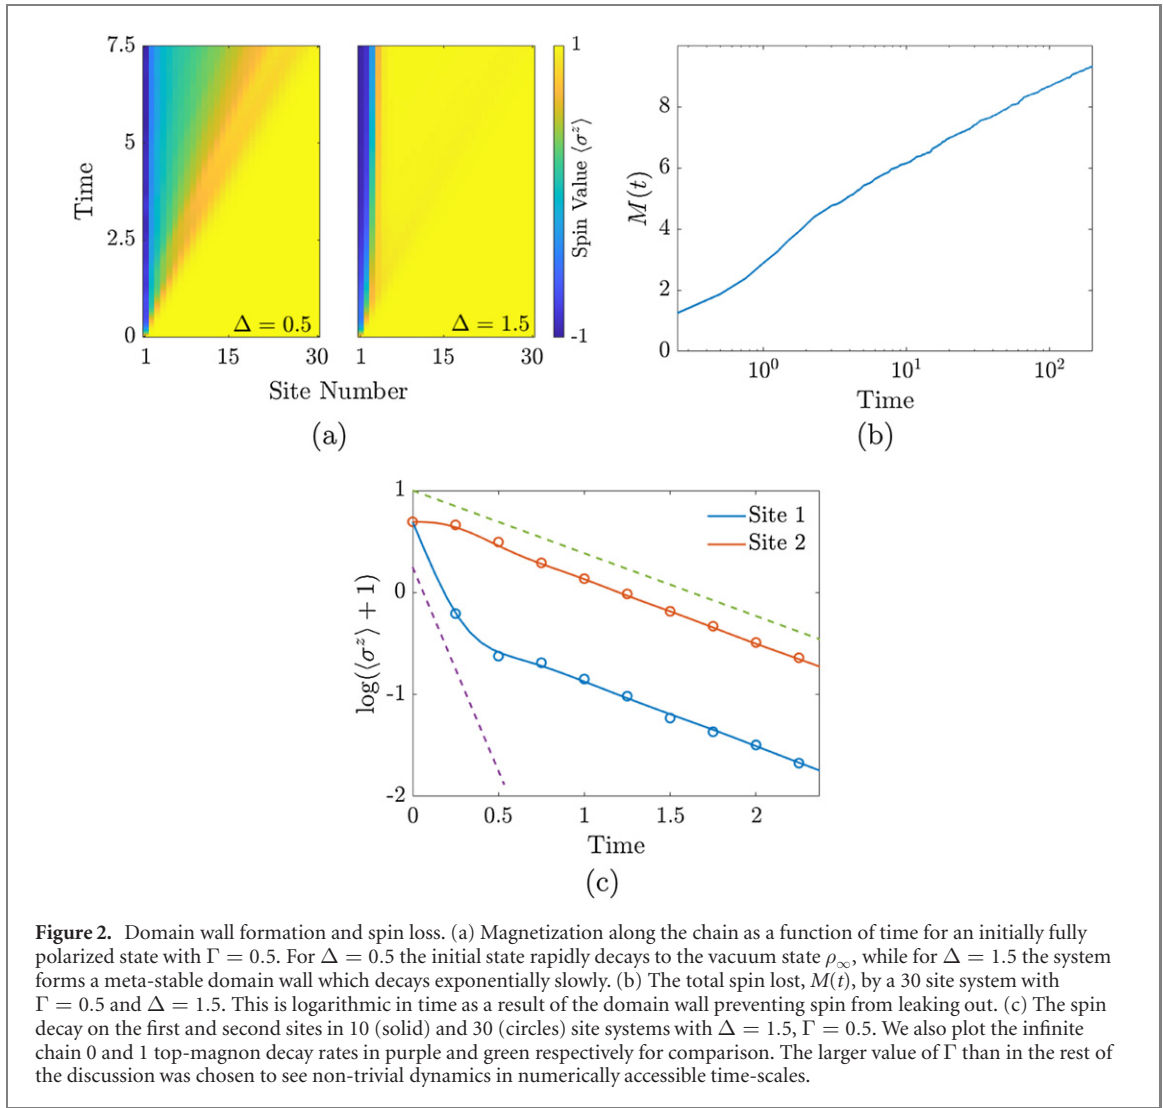 7.5
5
2.5
0
Time
Δ = 0.5
Δ = 1.5
1 15 30
1 15 30
Site Number
1
-1
Spin Value ⟨σᶻ⟩
(a)
8
6
4
2
0
M(t)
10⁰ 10¹ 10²
Time
(b)
1
0
-1
-2
log(⟨σᶻ⟩ + 1)
Site 1
Site 2
0 0.5 1 1.5 2
Time
(c)
Figure 2. Domain wall formation and spin loss. (a) Magnetization along the chain as a function of time for an initially fully
polarized state with Γ = 0.5. For Δ = 0.5 the initial state rapidly decays to the vacuum state ρ∞, while for Δ = 1.5 the system
forms a meta-stable domain wall which decays exponentially slowly. (b) The total spin lost, M(t), by a 30 site system with
Γ = 0.5 and Δ = 1.5. This is logarithmic in time as a result of the domain wall preventing spin from leaking out. (c) The spin
decay on the first and second sites in 10 (solid) and 30 (circles) site systems with Δ = 1.5, Γ = 0.5. We also plot the infinite
chain 0 and 1 top-magnon decay rates in purple and green respectively for comparison. The larger value of Γ than in the rest of
the discussion was chosen to see non-trivial dynamics in numerically accessible time-scales.